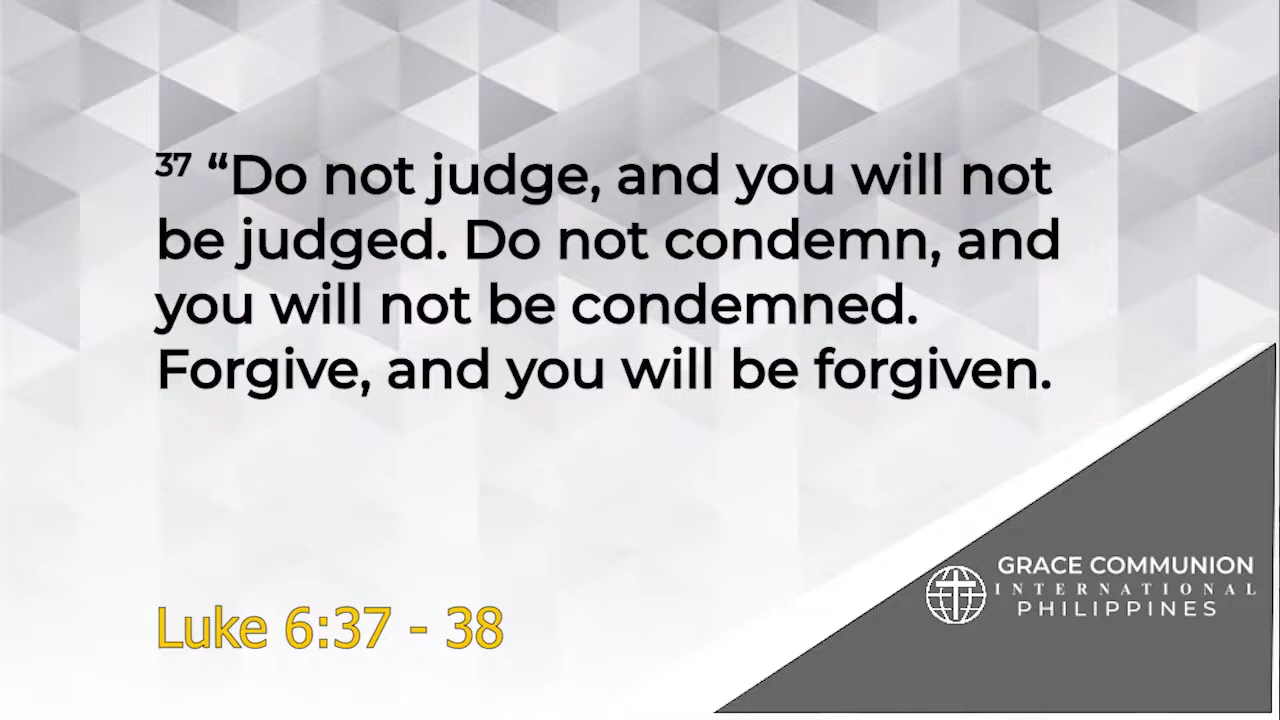 37 “Do not judge, and you will not
be judged. Do not condemn, and
you will not be condemned.
Forgive, and you will be forgiven.
Luke 6:37 - 38
GRACE COMMUNION
INTERNATIONAL
PHILIPPINES